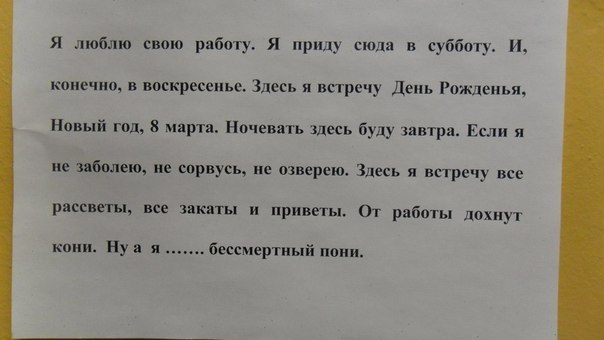 Я люблю свою работу. Я приду сюда в субботу. И,
конечно, в воскресенье. Здесь я встречу День Рожденья,
Новый год, 8 марта. Ночевать здесь буду завтра. Если я
не заболею, не сорвусь, не озверею. Здесь я встречу все
рассветы, все закаты и приветы. От работы дохнут
кони. Ну а я ……. бессмертный пони.